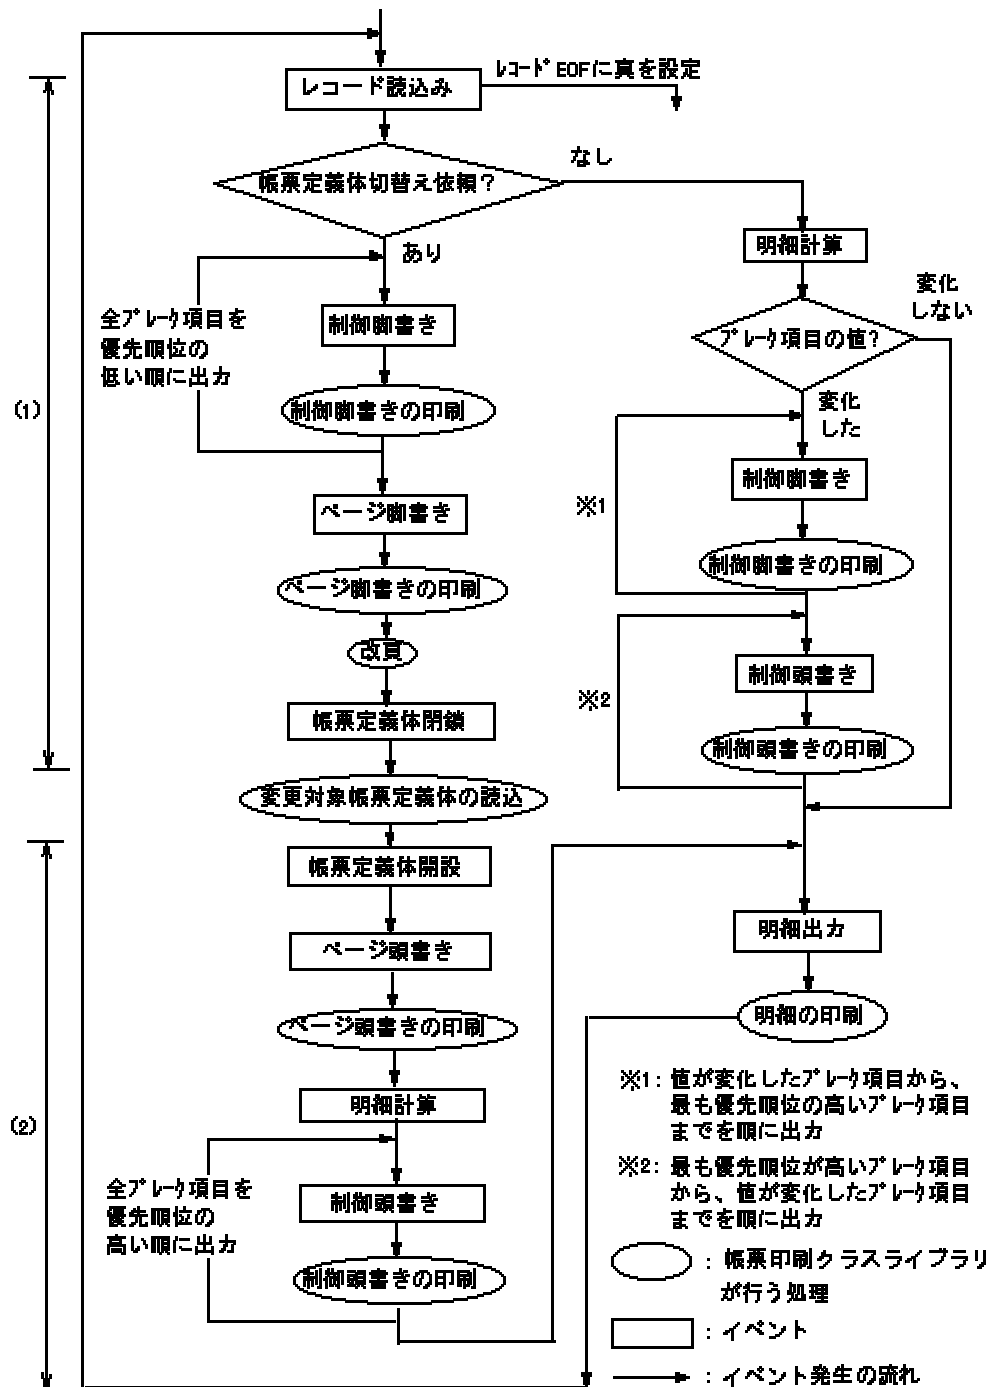 レコード読込み
ﾚｺｰﾄﾞEOFに真を設定
帳票定義体切替え依頼？
なし
あり
全ﾌﾞﾚｰｸ項目を
優先順位の
低い順に出力
制御脚書き
制御脚書きの印刷
ページ脚書き
ページ脚書きの印刷
改頁
帳票定義体閉鎖
(1)
変更対象帳票定義体の読込
帳票定義体開設
ページ頭書き
ページ頭書きの印刷
明細計算
(2)
全ﾌﾞﾚｰｸ項目を
優先順位の
高い順に出力
制御頭書き
制御頭書きの印刷
明細計算
ﾌﾞﾚｰｸ項目の値?
変化
しない
変化
した
※1
制御脚書き
制御脚書きの印刷
※2
制御頭書き
制御頭書きの印刷
明細出力
明細の印刷
※1: 値が変化したﾌﾞﾚｰｸ項目から、
最も優先順位の高いﾌﾞﾚｰｸ項目
までを順に出力
※2: 最も優先順位が高いﾌﾞﾚｰｸ項目
から、値が変化したﾌﾞﾚｰｸ項目
までを順に出力
: 帳票印刷クラスライブラリ
が行う処理
: イベント
: イベント発生の流れ